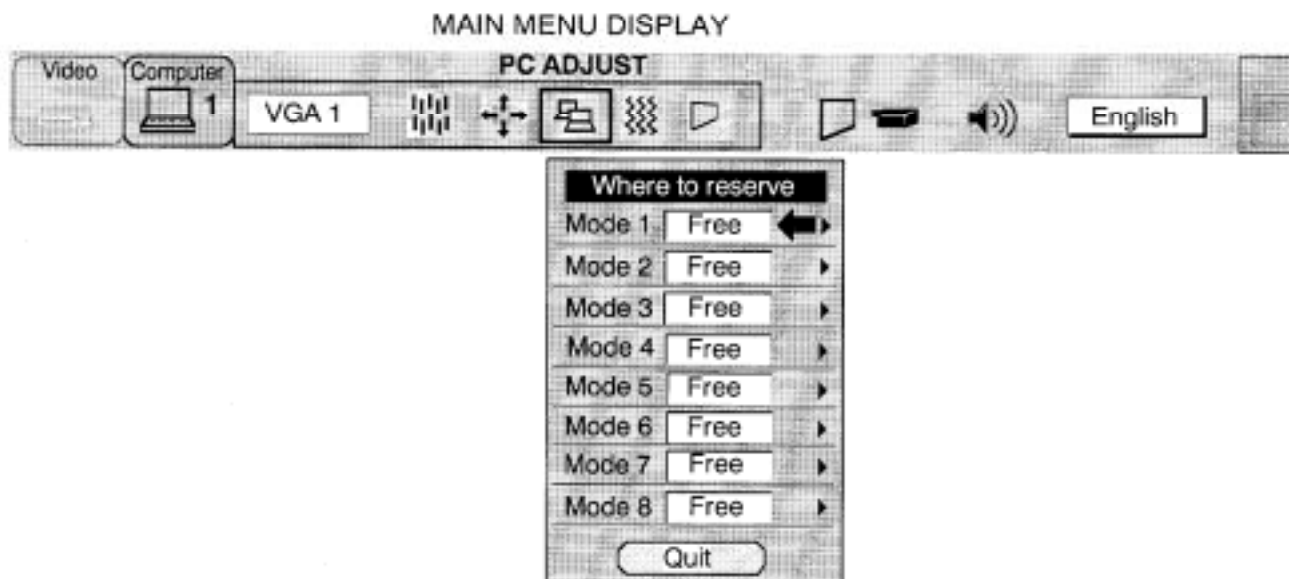 MAIN MENU DISPLAY
PC ADJUST
Video
Computer
1
VGA 1
English
Where to reserve
Mode 1 Free
Mode 2 Free
Mode 3 Free
Mode 4 Free
Mode 5 Free
Mode 6 Free
Mode 7 Free
Mode 8 Free
Quit